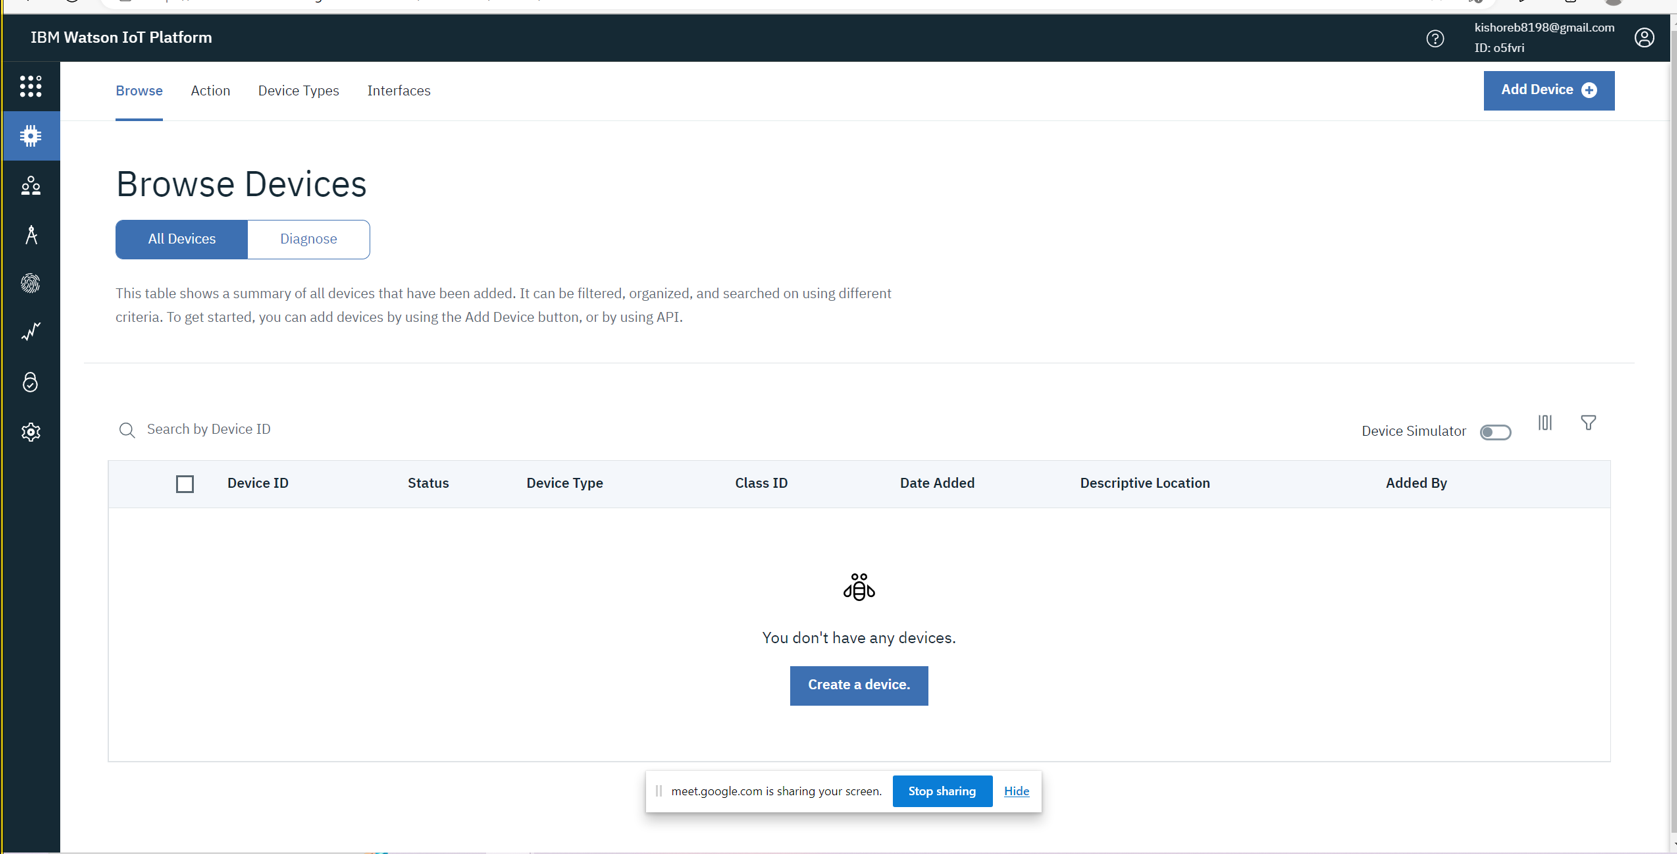 IBM Watson IoT Platform
kishoreb8198@gmail.com
ID: o5fvri
Browse
Action
Device Types
Interfaces
Add Device
Browse Devices
All Devices
Diagnose
This table shows a summary of all devices that have been added. It can be filtered, organized, and searched on using different
criteria. To get started, you can add devices by using the Add Device button, or by using API.
Search by Device ID
Device Simulator
Device ID
Status
Device Type
Class ID
Date Added
Descriptive Location
Added By
You don't have any devices.
Create a device.
meet.google.com is sharing your screen.
Stop sharing
Hide